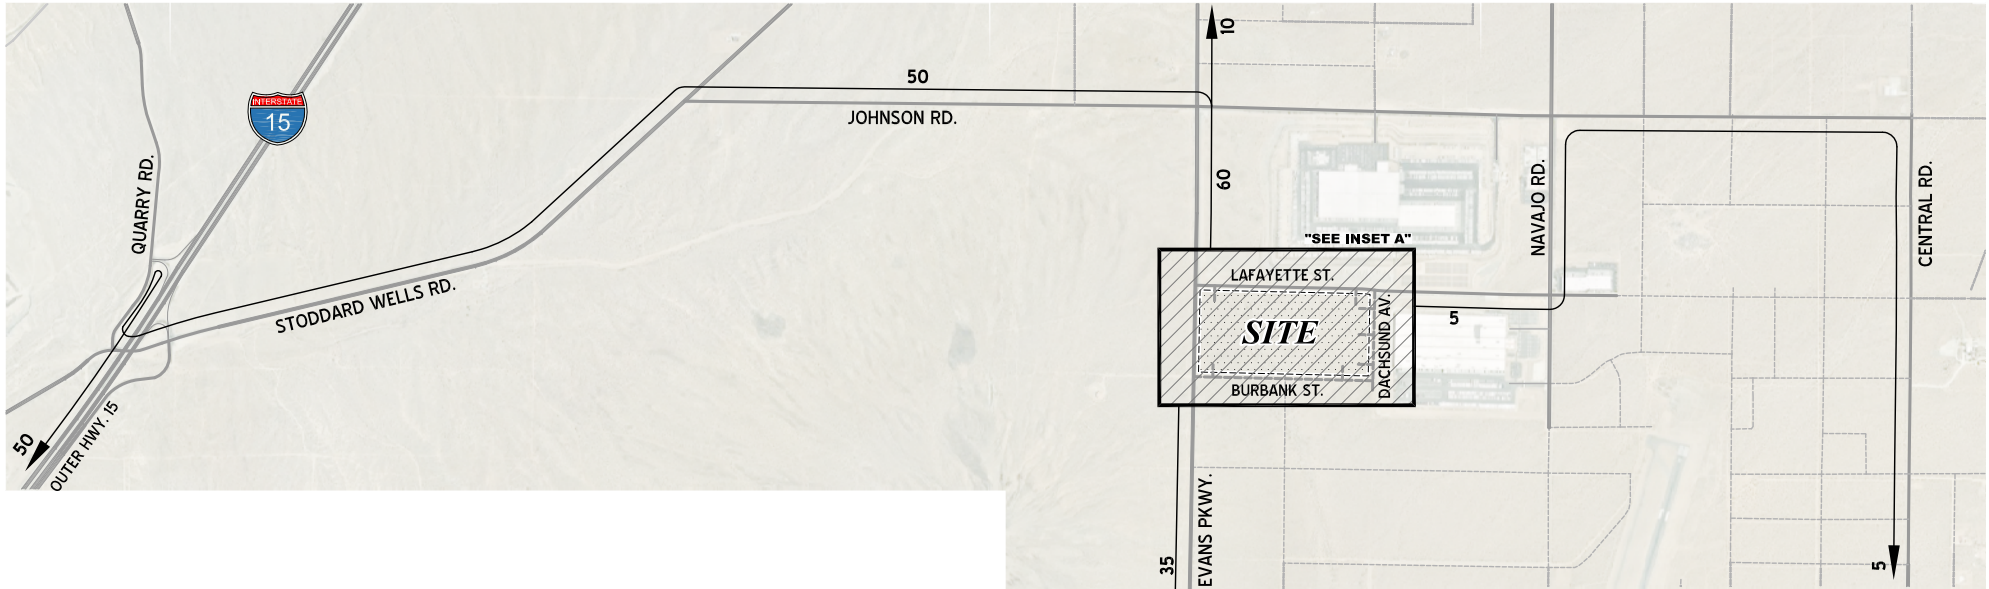 10
50
INTERSTATE
15
JOHNSON RD.
QUARRY RD.
60
NAVAJO RD.
CENTRAL RD.
"SEE INSET A"
LAFAYETTE ST.
STODDARD WELLS RD.
SITE
DACHSUND AV.
5
BURBANK ST.
50
OUTER HWY. 15
EVANS PKWY.
35
5